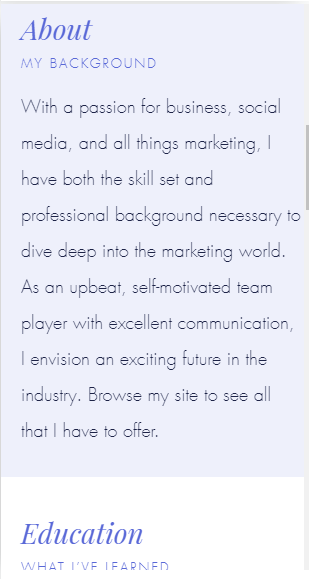 About
MY BACKGROUND
With a passion for business, social
media, and all things marketing, I
have both the skill set and
professional background necessary to
dive deep into the marketing world.
As an upbeat, self-motivated team
player with excellent communication,
I envision an exciting future in the
industry. Browse my site to see all
that I have to offer.
Education
WHAT I'VE LEARNED